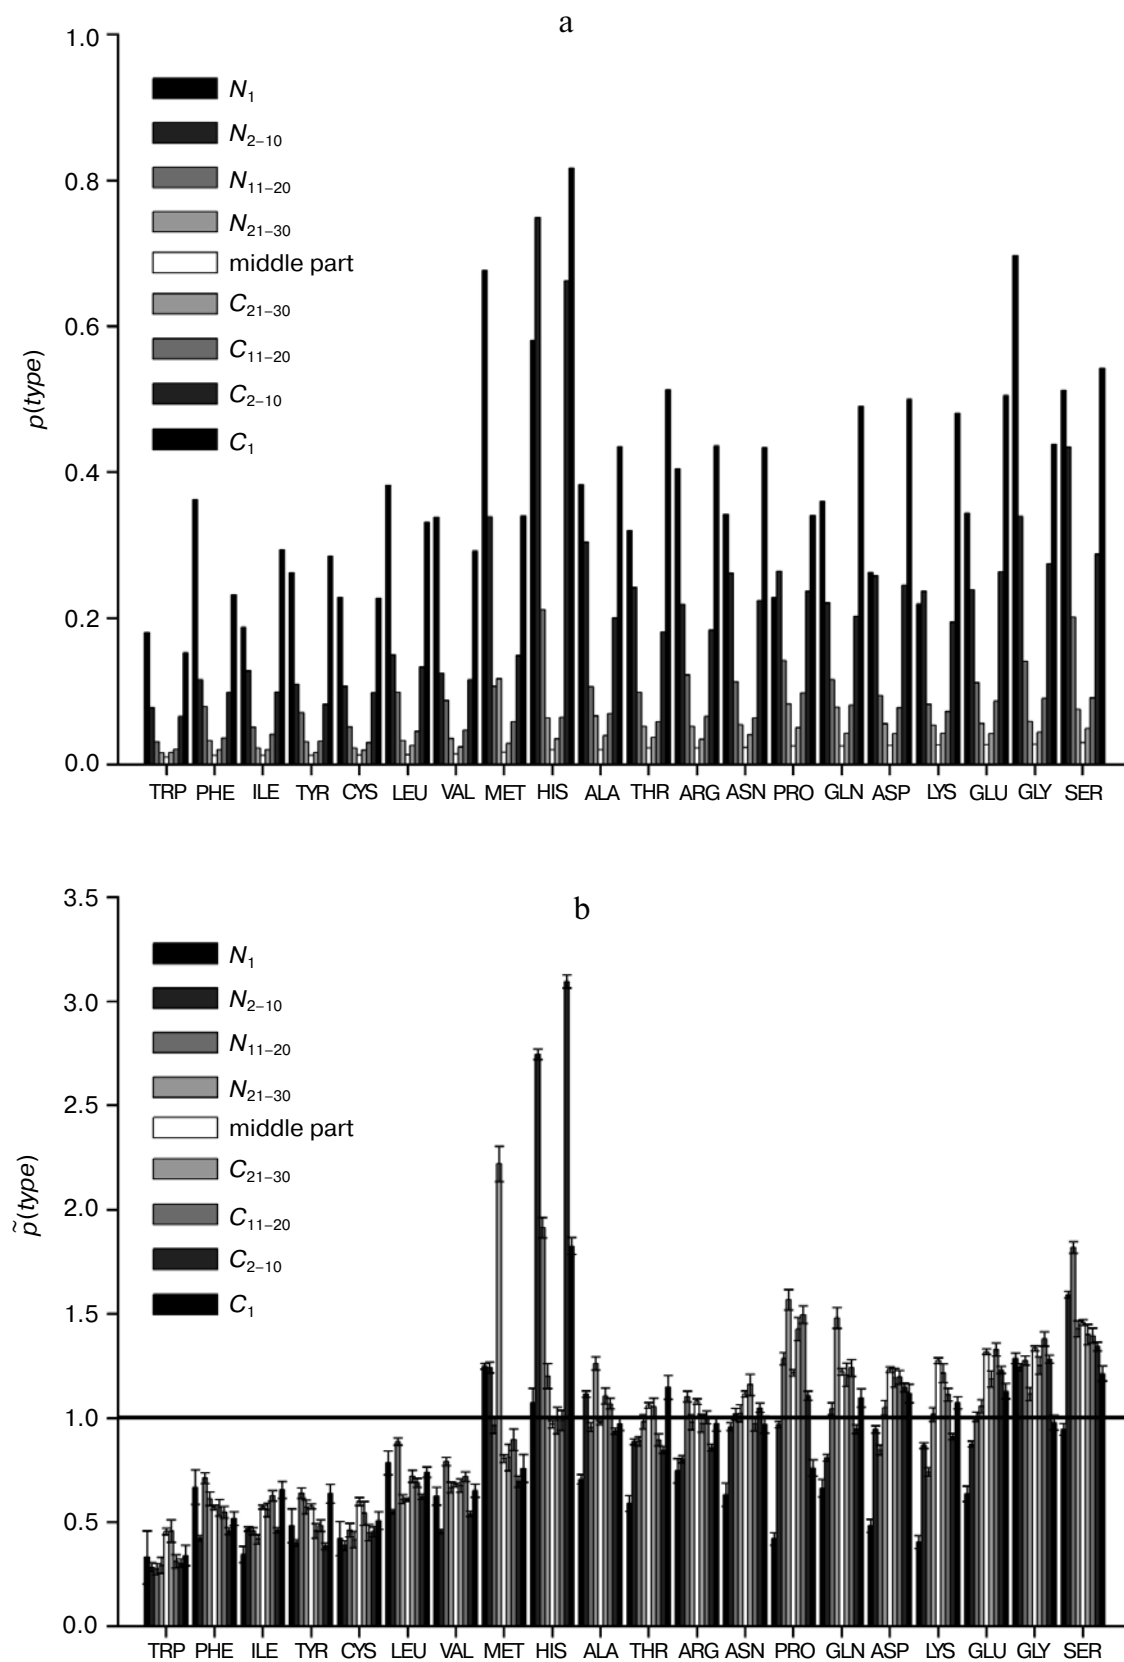 a
1.0
0.8
0.6
0.4
0.2
0.0
p(type)
N1
N2–10
N11–20
N21–30
middle part
C21–30
C11–20
C2–10
C1
TRP PHE ILE TYR CYS LEU VAL MET HIS ALA THR ARG ASN PRO GLN ASP LYS GLU GLY SER
b
3.5
3.0
2.5
2.0
1.5
1.0
0.5
0.0
p̃(type)
N1
N2–10
N11–20
N21–30
middle part
C21–30
C11–20
C2–10
C1
TRP PHE ILE TYR CYS LEU VAL MET HIS ALA THR ARG ASN PRO GLN ASP LYS GLU GLY SER